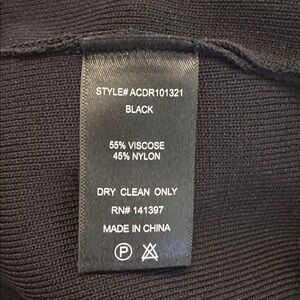 STYLE# ACDR101321
BLACK
55% VISCOSE
45% NYLON
DRY CLEAN ONLY
RN# 141397
MADE IN CHINA
P